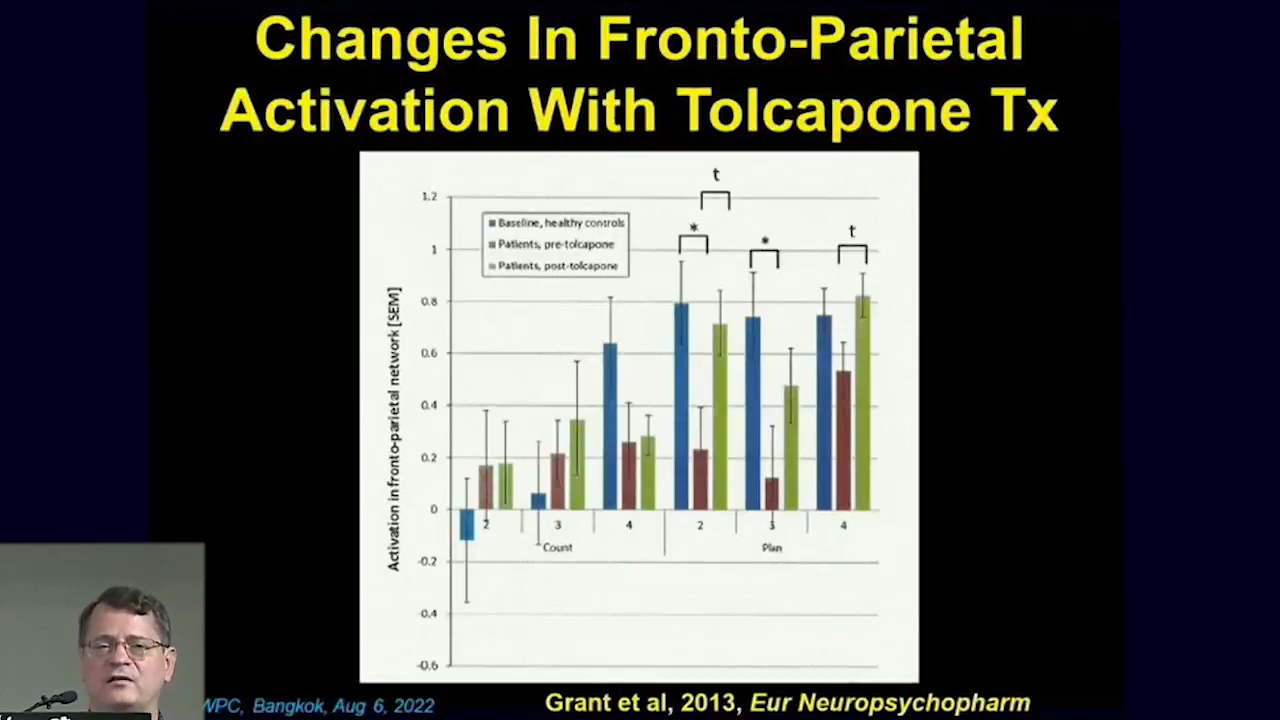 Changes In Fronto-Parietal
Activation With Tolcapone Tx
t
1.2
Baseline, healthy controls
Patients, pre-tolcapone
Patients, post-tolcapone
*
*
t
1
0.8
0.6
0.4
0.2
0
-0.2
-0.4
-0.6
Activation in fronto-parietal network [SEM]
2
3
4
2
3
4
Count
Plan
WPC, Bangkok, Aug 6, 2022
Grant et al, 2013, Eur Neuropsychopharm